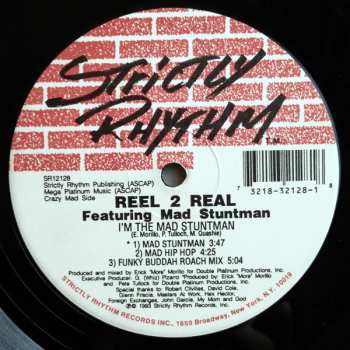 STRICTLY
RHYTHM
T.M.
SR12128
Strictly Rhythm Publishing (ASCAP)
Mega Platinum Music (ASCAP)
Crazy Mad Side
7 3218-32128-1 8
REEL 2 REAL
Featuring Mad Stuntman
I'M THE MAD STUNTMAN
(E. Morillo, P. Tulloch, M. Quashie)
* 1) MAD STUNTMAN 3:47
2) MAD HIP HOP 4:25
3) FUNKY BUDDAH ROACH MIX 5:04
Produced and mixed by Erick "More" Morillo for Double Platinum Productions, Inc.
Executive Producer: G. (Whiz) Pizarro *Co-Produced by Erick "More" Morillo and
Pete Tulloch for Double Platinum Productions, Inc.
Special thanks to Robert Clivilles, David Cole,
Glenn Friscia, Masters At Work, Hex Hector,
Foreign Exchanges, John Garcia, My Mom and God
©℗ 1993 Strictly Rhythm Records, Inc.
STRICTLY RHYTHM RECORDS INC., 1650 Broadway, New York, N.Y. 10019